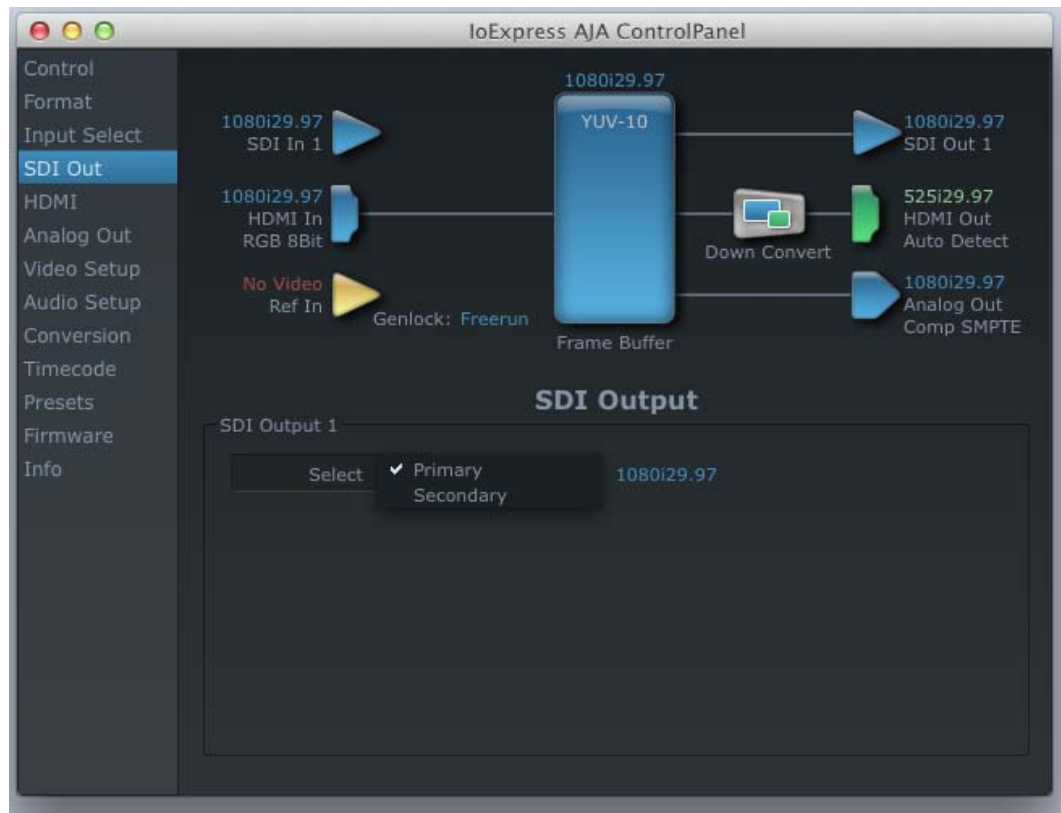 IoExpress AJA ControlPanel
Control
Format
Input Select
SDI Out
HDMI
Analog Out
Video Setup
Audio Setup
Conversion
Timecode
Presets
Firmware
Info
1080i29.97
SDI In 1
1080i29.97
HDMI In
RGB 8Bit
No Video
Ref In
Genlock: Freerun
1080i29.97
YUV-10
Frame Buffer
Down Convert
1080i29.97
SDI Out 1
525i29.97
HDMI Out
Auto Detect
1080i29.97
Analog Out
Comp SMPTE
SDI Output
SDI Output 1
Select
Primary
Secondary
1080i29.97